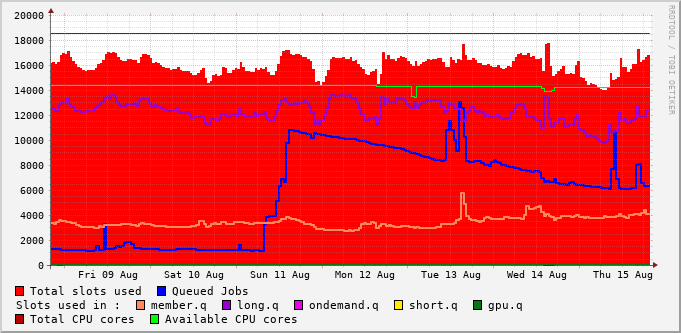 20000
18000
16000
14000
12000
10000
8000
6000
4000
2000
0
Fri 09 Aug Sat 10 Aug Sun 11 Aug Mon 12 Aug Tue 13 Aug Wed 14 Aug Thu 15 Aug
RRDTOOL / TOBI OETIKER
Total slots used Queued Jobs
Slots used in : member.q long.q ondemand.q short.q gpu.q
Total CPU cores Available CPU cores